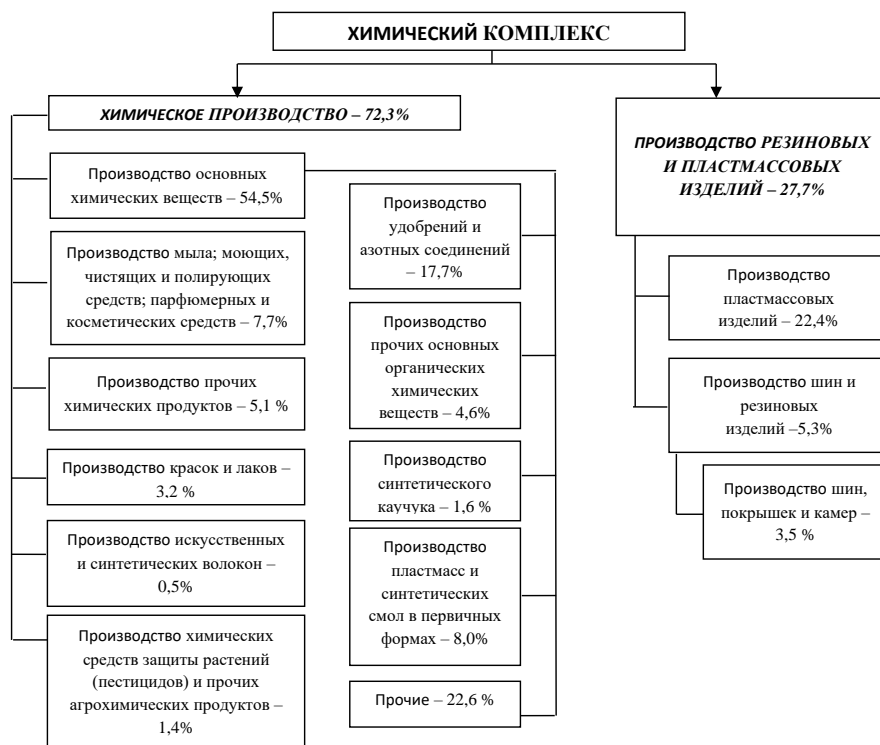 ХИМИЧЕСКИЙ КОМПЛЕКС
ХИМИЧЕСКОЕ ПРОИЗВОДСТВО – 72,3%
Производство основных
химических веществ – 54,5%
Производство мыла; моющих,
чистящих и полирующих
средств; парфюмерных и
косметических средств – 7,7%
Производство прочих
химических продуктов – 5,1 %
Производство красок и лаков –
3,2 %
Производство искусственных
и синтетических волокон –
0,5%
Производство химических
средств защиты растений
(пестицидов) и прочих
агрохимических продуктов –
1,4%
Производство
удобрений и
азотных соединений
– 17,7%
Производство
прочих основных
органических
химических
веществ – 4,6%
Производство
синтетического
каучука – 1,6 %
Производство
пластмасс и
синтетических
смол в первичных
формах – 8,0%
Прочие – 22,6 %
ПРОИЗВОДСТВО РЕЗИНОВЫХ
И ПЛАСТМАССОВЫХ
ИЗДЕЛИЙ – 27,7%
Производство
пластмассовых
изделий – 22,4%
Производство шин и
резиновых
изделий –5,3%
Производство шин,
покрышек и камер –
3,5 %